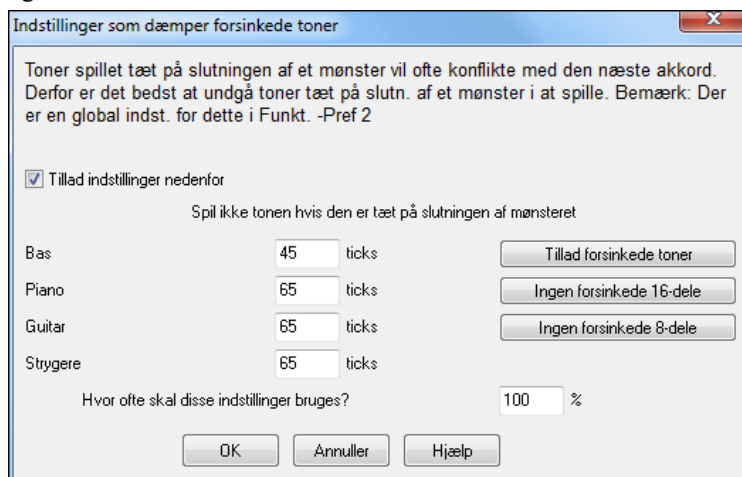 Indstillinger som dæmper forsinkede toner
Toner spillet tæt på slutningen af et mønster vil ofte konflikte med den næste akkord.
Derfor er det bedst at undgå toner tæt på slutn. af et mønster i at spille. Bemærk: Der
er en global indst. for dette i Funkt. -Pref 2
Tillad indstillinger nedenfor
Spil ikke tonen hvis den er tæt på slutningen af mønsteret
Bas 45 ticks Tillad forsinkede toner
Piano 65 ticks Ingen forsinkede 16-dele
Guitar 65 ticks Ingen forsinkede 8-dele
Strygere 65 ticks
Hvor ofte skal disse indstillinger bruges? 100 %
OK Annuller Hjælp